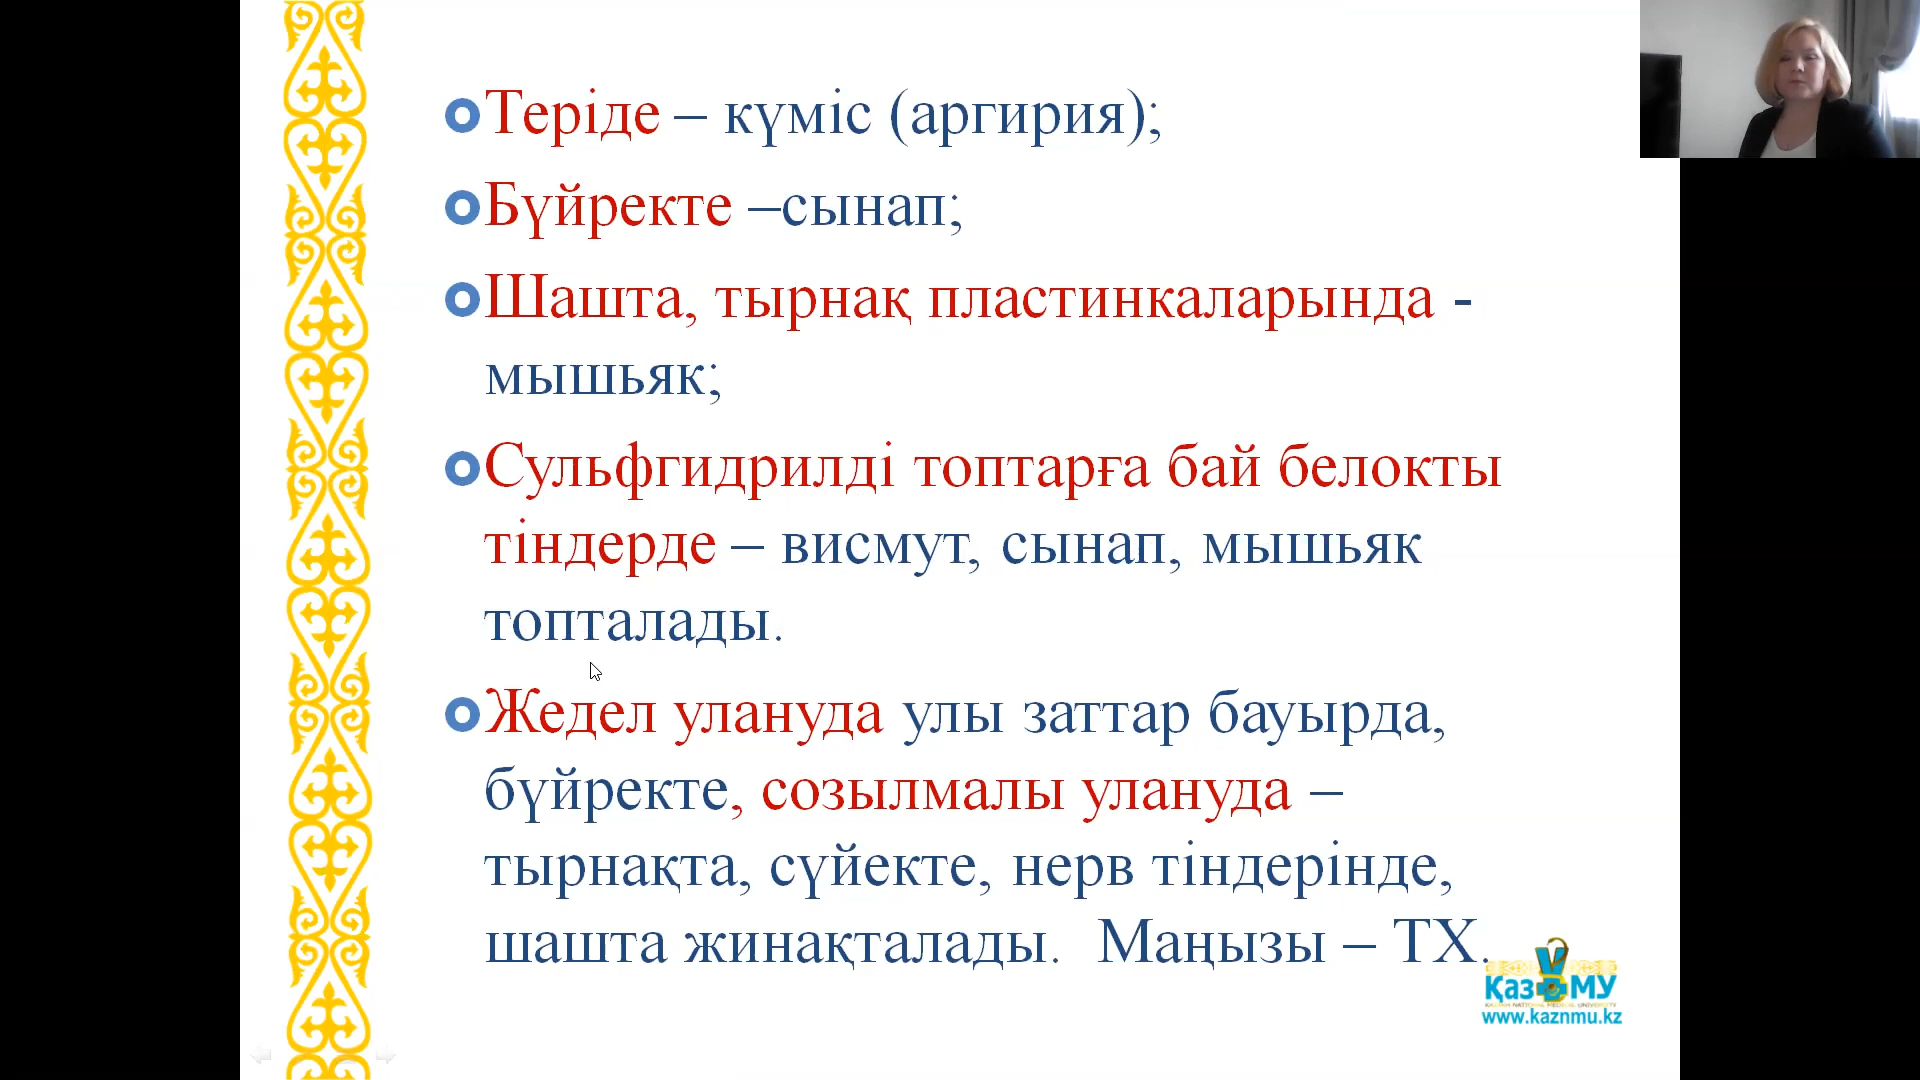 Теріде – күміс (аргирия);
Бүйректе –сынап;
Шашта, тырнақ пластинкаларында -
мышьяк;
Сульфгидрилді топтарға бай белокты
тіндерде – висмут, сынап, мышьяк
топталады.
Жедел улануда улы заттар бауырда,
бүйректе, созылмалы улануда –
тырнақта, сүйекте, нерв тіндерінде,
шашта жинақталады. Маңызы – ТХ.
ҚазҰМУ
www.kaznmu.kz